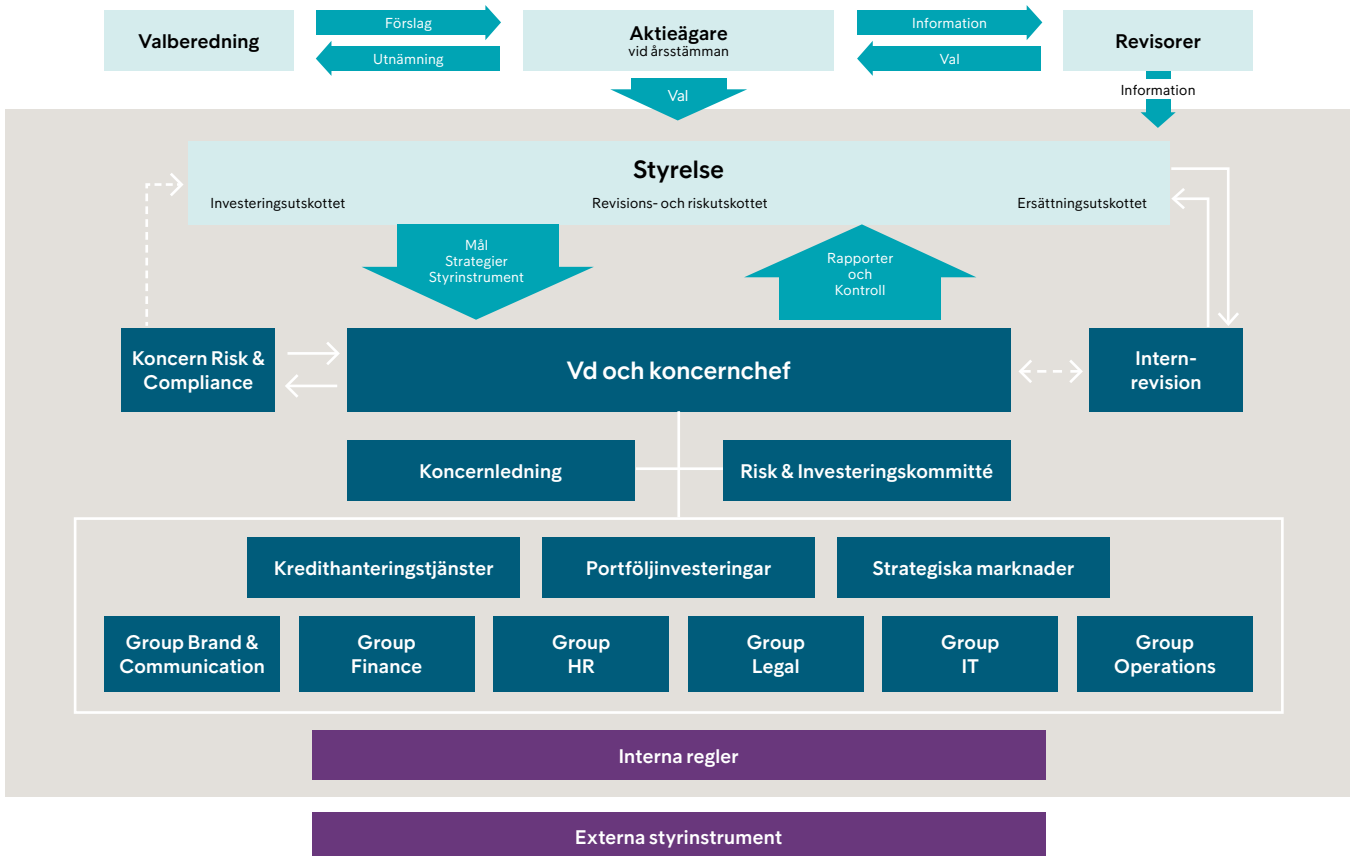 Valberedning
Förslag
Utnämning
Aktieägare
vid årsstämman
Information
Val
Revisorer
Val
Information
Styrelse
Investeringsutskottet
Revisions- och riskutskottet
Ersättningsutskottet
Mål
Strategier
Styrinstrument
Rapporter
och
Kontroll
Koncern Risk &
Compliance
Vd och koncernchef
Intern-
revision
Koncernledning
Risk & Investeringskommitté
Kredithanteringstjänster
Portföljinvesteringar
Strategiska marknader
Group Brand &
Communication
Group
Finance
Group
HR
Group
Legal
Group
IT
Group
Operations
Interna regler
Externa styrinstrument